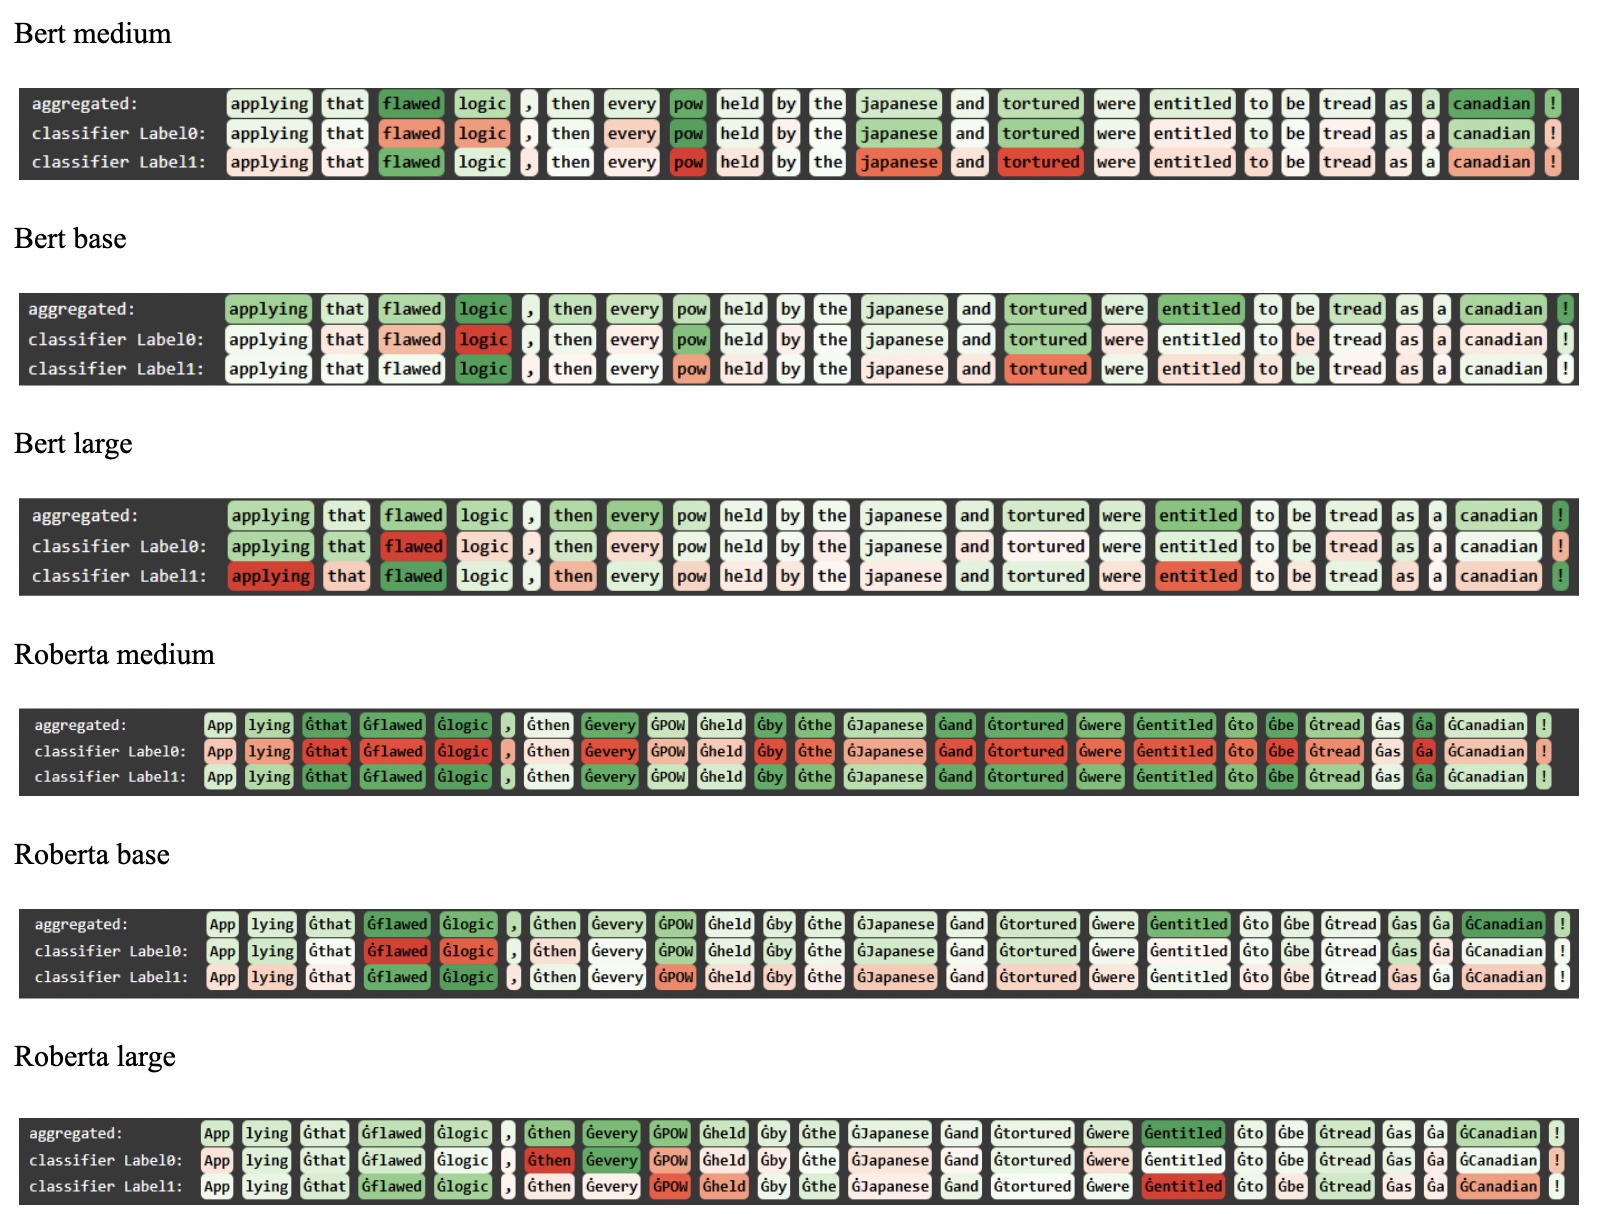 Bert medium
aggregated: applying that flawed logic , then every pow held by the japanese and tortured were entitled to be tread as a canadian !
classifier Label0: applying that flawed logic , then every pow held by the japanese and tortured were entitled to be tread as a canadian !
classifier Label1: applying that flawed logic , then every pow held by the japanese and tortured were entitled to be tread as a canadian !
Bert base
aggregated: applying that flawed logic , then every pow held by the japanese and tortured were entitled to be tread as a canadian !
classifier Label0: applying that flawed logic , then every pow held by the japanese and tortured were entitled to be tread as a canadian !
classifier Label1: applying that flawed logic , then every pow held by the japanese and tortured were entitled to be tread as a canadian !
Bert large
aggregated: applying that flawed logic , then every pow held by the japanese and tortured were entitled to be tread as a canadian !
classifier Label0: applying that flawed logic , then every pow held by the japanese and tortured were entitled to be tread as a canadian !
classifier Label1: applying that flawed logic , then every pow held by the japanese and tortured were entitled to be tread as a canadian !
Roberta medium
aggregated: App lying Ġthat Ġflawed Ġlogic , Ġthen Ġevery ĠPOW Ġheld Ġby Ġthe ĠJapanese Ġand Ġtortured Ġwere Ġentitled Ġto Ġbe Ġtread Ġas Ġa ĠCanadian !
classifier Label0: App lying Ġthat Ġflawed Ġlogic , Ġthen Ġevery ĠPOW Ġheld Ġby Ġthe ĠJapanese Ġand Ġtortured Ġwere Ġentitled Ġto Ġbe Ġtread Ġas Ġa ĠCanadian !
classifier Label1: App lying Ġthat Ġflawed Ġlogic , Ġthen Ġevery ĠPOW Ġheld Ġby Ġthe ĠJapanese Ġand Ġtortured Ġwere Ġentitled Ġto Ġbe Ġtread Ġas Ġa ĠCanadian !
Roberta base
aggregated: App lying Ġthat Ġflawed Ġlogic , Ġthen Ġevery ĠPOW Ġheld Ġby Ġthe ĠJapanese Ġand Ġtortured Ġwere Ġentitled Ġto Ġbe Ġtread Ġas Ġa ĠCanadian !
classifier Label0: App lying Ġthat Ġflawed Ġlogic , Ġthen Ġevery ĠPOW Ġheld Ġby Ġthe ĠJapanese Ġand Ġtortured Ġwere Ġentitled Ġto Ġbe Ġtread Ġas Ġa ĠCanadian !
classifier Label1: App lying Ġthat Ġflawed Ġlogic , Ġthen Ġevery ĠPOW Ġheld Ġby Ġthe ĠJapanese Ġand Ġtortured Ġwere Ġentitled Ġto Ġbe Ġtread Ġas Ġa ĠCanadian !
Roberta large
aggregated: App lying Ġthat Ġflawed Ġlogic , Ġthen Ġevery ĠPOW Ġheld Ġby Ġthe ĠJapanese Ġand Ġtortured Ġwere Ġentitled Ġto Ġbe Ġtread Ġas Ġa ĠCanadian !
classifier Label0: App lying Ġthat Ġflawed Ġlogic , Ġthen Ġevery ĠPOW Ġheld Ġby Ġthe ĠJapanese Ġand Ġtortured Ġwere Ġentitled Ġto Ġbe Ġtread Ġas Ġa ĠCanadian !
classifier Label1: App lying Ġthat Ġflawed Ġlogic , Ġthen Ġevery ĠPOW Ġheld Ġby Ġthe ĠJapanese Ġand Ġtortured Ġwere Ġentitled Ġto Ġbe Ġtread Ġas Ġa ĠCanadian !